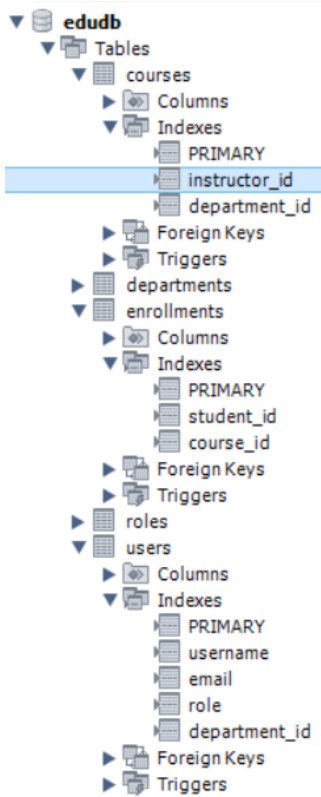 edudb
Tables
courses
Columns
Indexes
PRIMARY
instructor_id
department_id
Foreign Keys
Triggers
departments
enrollments
Columns
Indexes
PRIMARY
student_id
course_id
Foreign Keys
Triggers
roles
users
Columns
Indexes
PRIMARY
username
email
role
department_id
Foreign Keys
Triggers